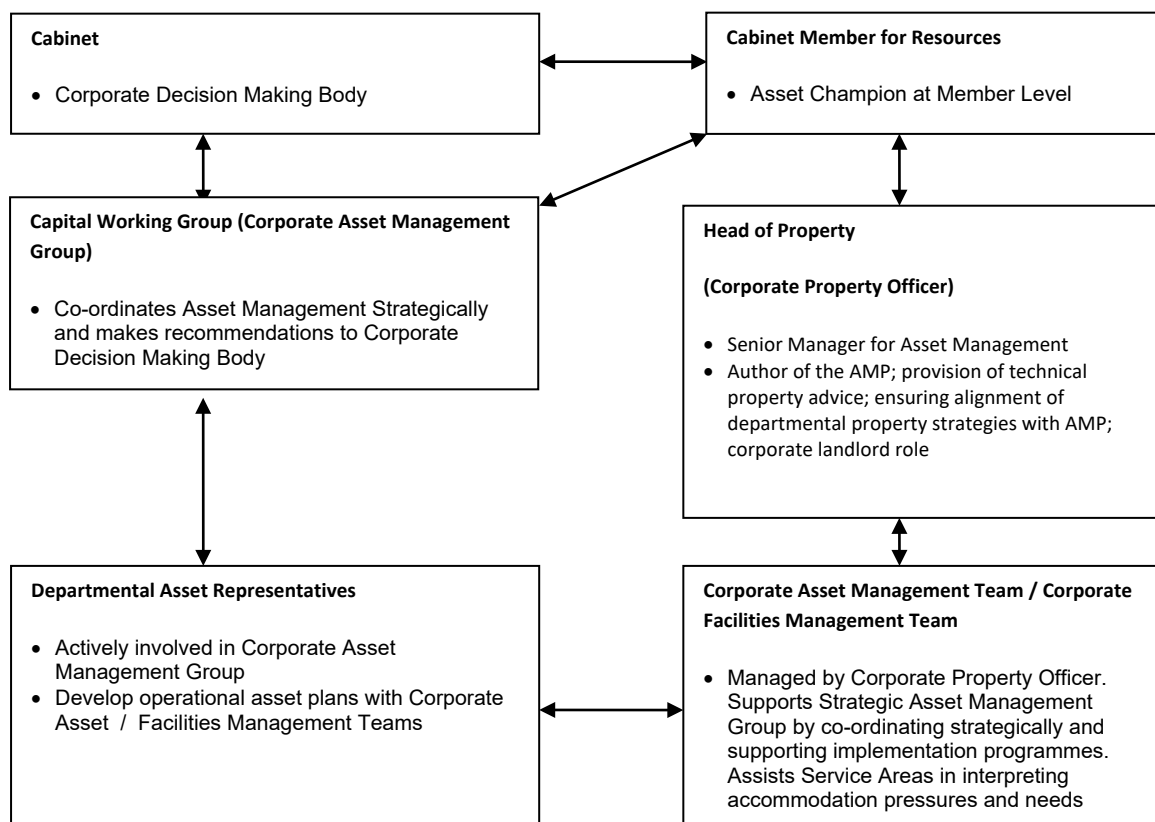 Cabinet
• Corporate Decision Making Body
Cabinet Member for Resources
• Asset Champion at Member Level
Capital Working Group (Corporate Asset Management
Group)
• Co-ordinates Asset Management Strategically
and makes recommendations to Corporate
Decision Making Body
Head of Property
(Corporate Property Officer)
• Senior Manager for Asset Management
• Author of the AMP; provision of technical
property advice; ensuring alignment of
departmental property strategies with AMP;
corporate landlord role
Departmental Asset Representatives
• Actively involved in Corporate Asset
Management Group
• Develop operational asset plans with Corporate
Asset / Facilities Management Teams
Corporate Asset Management Team / Corporate
Facilities Management Team
• Managed by Corporate Property Officer.
Supports Strategic Asset Management
Group by co-ordinating strategically and
supporting implementation programmes.
Assists Service Areas in interpreting
accommodation pressures and needs